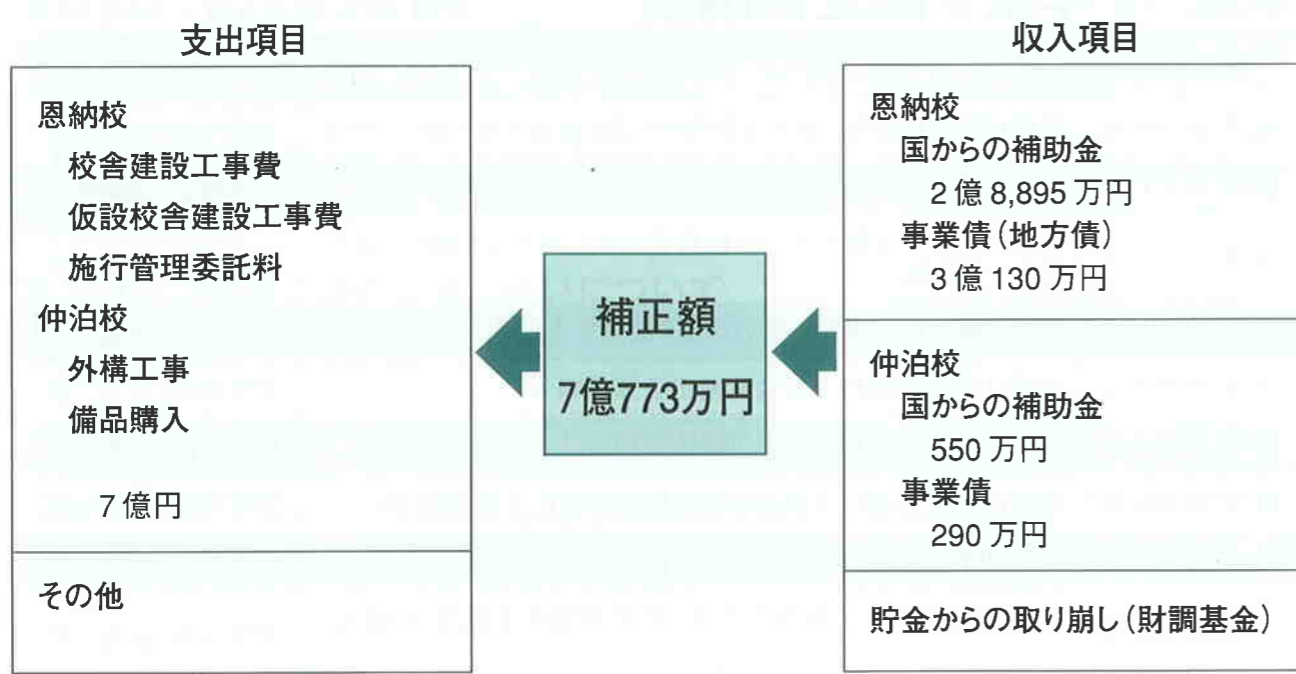 支出項目
恩納校
校舎建設工事費
仮設校舎建設工事費
施行管理委託料
仲泊校
外構工事
備品購入
7億円
その他
補正額
7億773万円
収入項目
恩納校
国からの補助金
2億8,895万円
事業債(地方債)
3億130万円
仲泊校
国からの補助金
550万円
事業債
290万円
貯金からの取り崩し(財調基金)